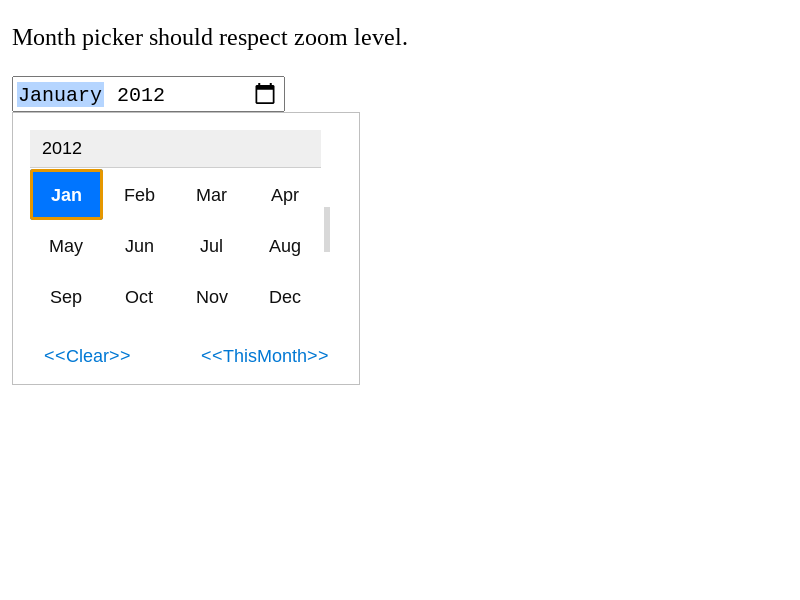 Month picker should respect zoom level.
January 2012
2012
Jan Feb Mar Apr
May Jun Jul Aug
Sep Oct Nov Dec
<<Clear>> <<ThisMonth>>